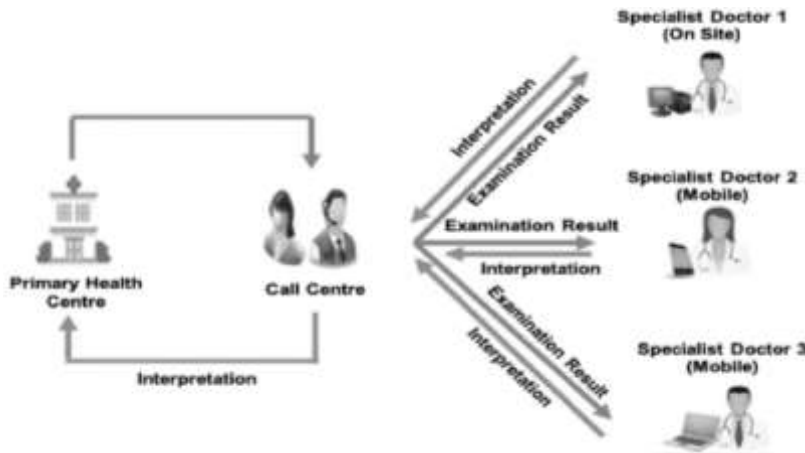 Specialist Doctor 1
(On Site)
Interpretation
Examination Result
Specialist Doctor 2
(Mobile)
Examination Result
Interpretation
Primary Health
Centre
Call Centre
Examination Result
Interpretation
Specialist Doctor 3
(Mobile)
Interpretation